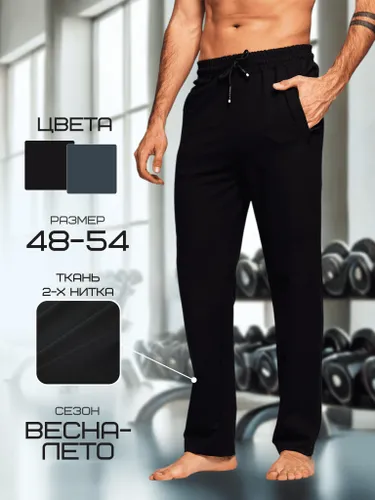 ЦВЕТА
РАЗМЕР
48-54
ТКАНЬ
2-Х НИТКА
СЕЗОН
ВЕСНА-
ЛЕТО